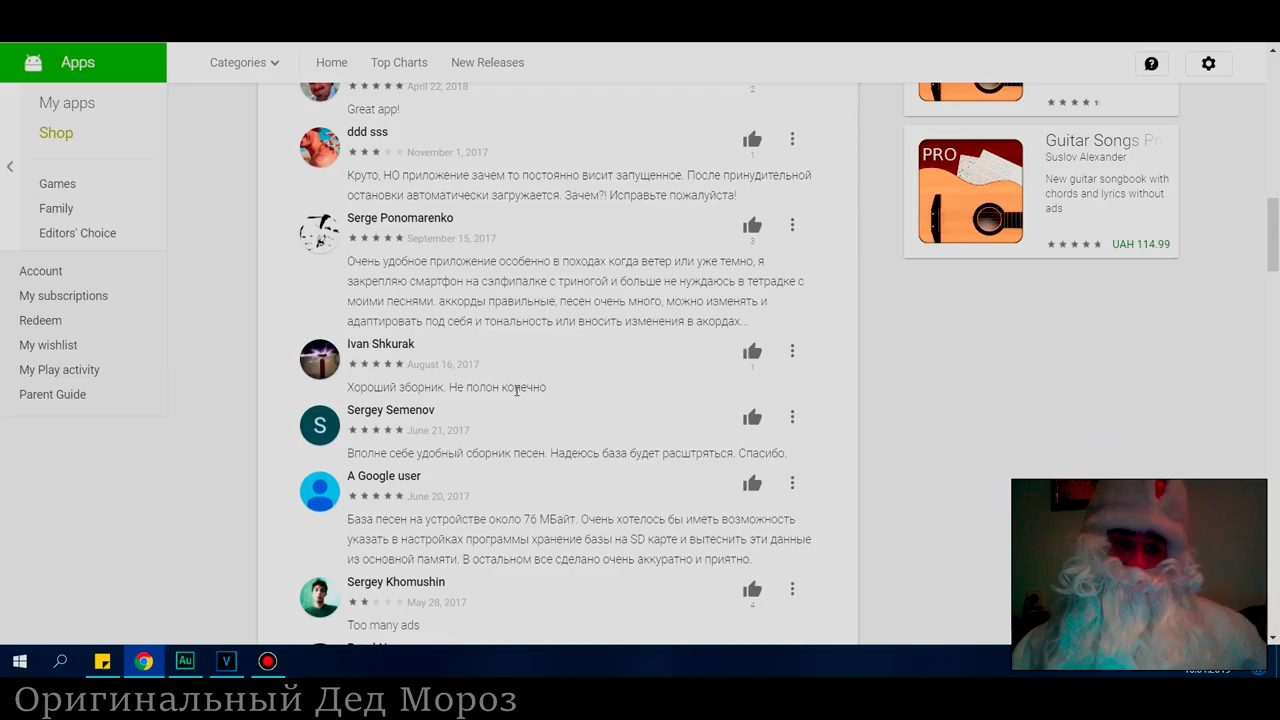 Apps
Categories
Home
Top Charts
New Releases
My apps
Shop
Games
Family
Editors' Choice
Account
My subscriptions
Redeem
My wishlist
My Play activity
Parent Guide
April 22, 2018
2
Great app!
ddd sss
November 1, 2017
1
Круто, НО приложение зачем то постоянно висит запущенное. После принудительной
остановки автоматически загружается. Зачем?! Исправьте пожалуйста!
Serge Ponomarenko
September 15, 2017
3
Очень удобное приложение особенно в походах когда ветер или уже темно, я
закрепляю смартфон на сэлфипалке с триногой и больше не нуждаюсь в тетрадке с
моими песнями. аккорды правильные, песен очень много, можно изменять и
адаптировать под себя и тональность или вносить изменения в акордах...
Ivan Shkurak
August 16, 2017
1
Хороший зборник. Не полон конечно
Sergey Semenov
June 21, 2017
Вполне себе удобный сборник песен. Надеюсь база будет расштряться. Спасибо.
S
A Google user
June 20, 2017
База песен на устройстве около 76 МБайт. Очень хотелось бы иметь возможность
указать в настройках программы хранение базы на SD карте и вытеснить эти данные
из основной памяти. В остальном все сделано очень аккуратно и приятно.
Sergey Khomushin
May 28, 2017
4
Too many ads
PRO
Guitar Songs Pr
Suslov Alexander
New guitar songbook with
chords and lyrics without
ads
UAH 114.99
Au
V
Оригинальный Дед Мороз